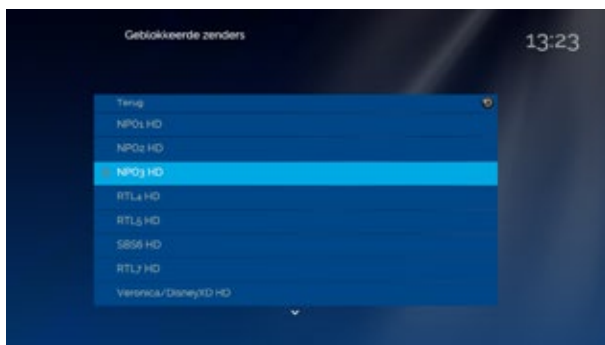 Geblokkeerde zenders
13:23
Terug
NPO1 HD
NPO2 HD
NPO3 HD
RTL4 HD
RTL5 HD
SBS6 HD
RTL7 HD
Veronica/DisneyXD HD